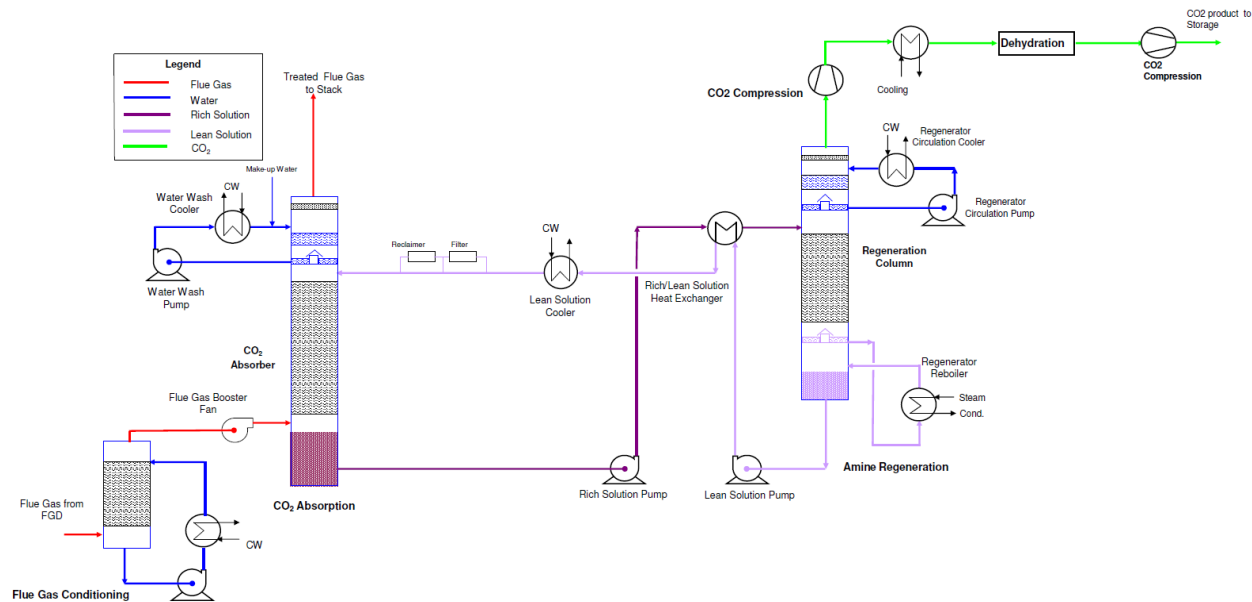 CO2 product to
Storage
Dehydration
CO2
Compression
CO2 Compression
Cooling
Legend
Flue Gas
Water
Rich Solution
Lean Solution
CO₂
Treated Flue Gas
to Stack
CW
Regenerator
Circulation Cooler
Make-up Water
Water Wash
Cooler
CW
Regenerator
Circulation Pump
Reclaimer
Filter
CW
Regeneration
Column
Water Wash
Pump
Lean Solution
Cooler
Rich/Lean Solution
Heat Exchanger
CO₂
Absorber
Regenerator
Reboiler
Flue Gas Booster
Fan
Steam
Cond.
Amine Regeneration
Rich Solution Pump
Lean Solution Pump
Flue Gas from
FGD
CO₂ Absorption
CW
Flue Gas Conditioning